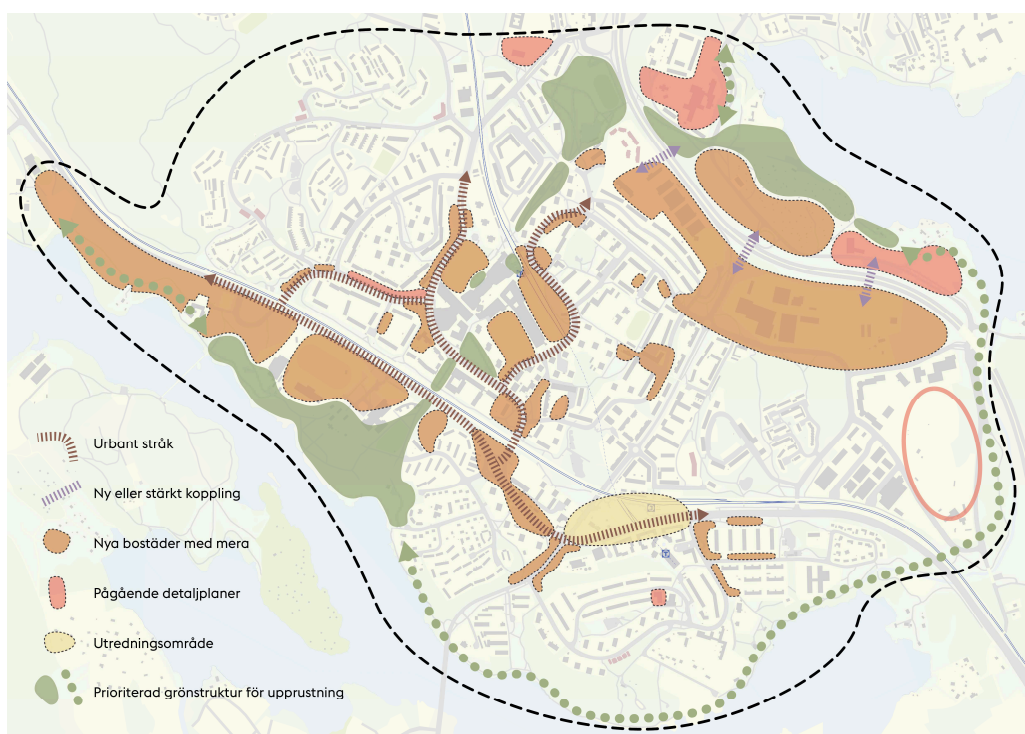 Urbant stråk
Ny eller stärkt koppling
Nya bostäder med mera
Pågående detaljplaner
Utredningsområde
Prioriterad grönstruktur för upprustning